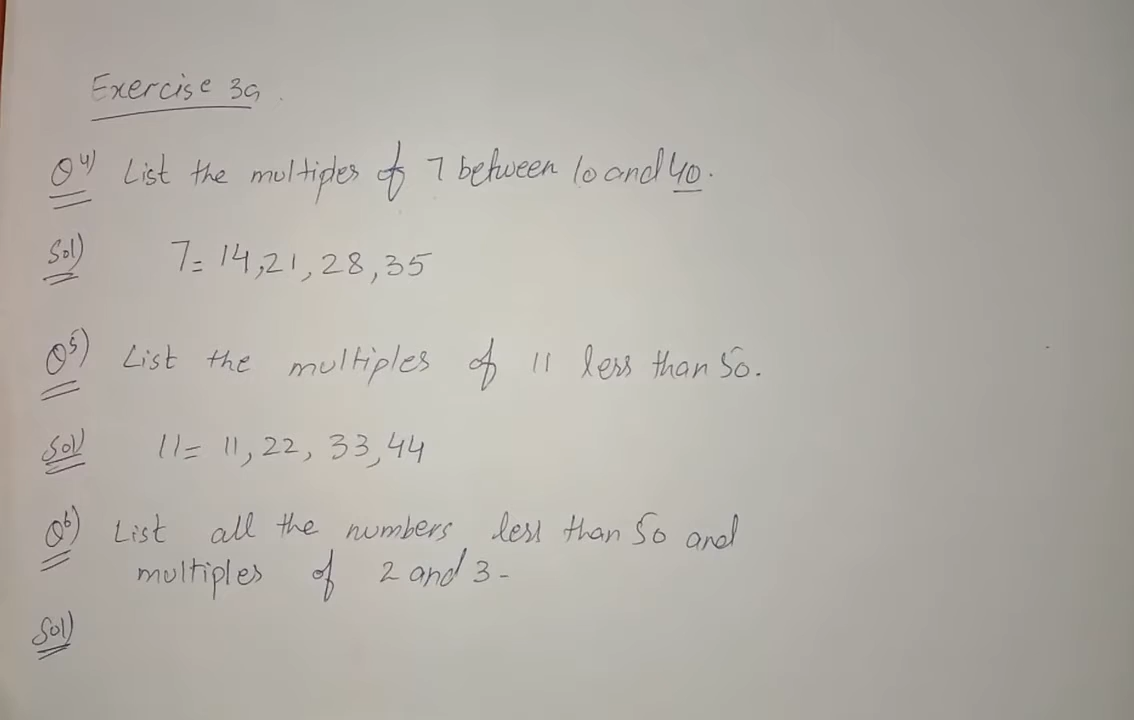 Exercise 3a.
Q4) List the multiples of 7 between 10 and 40.
Sol) 7= 14,21,28,35
Q5) List the multiples of 11 less than 50.
Sol) 11= 11,22,33,44
Q6) List all the numbers less than 50 and
multiples of 2 and 3-
Sol)